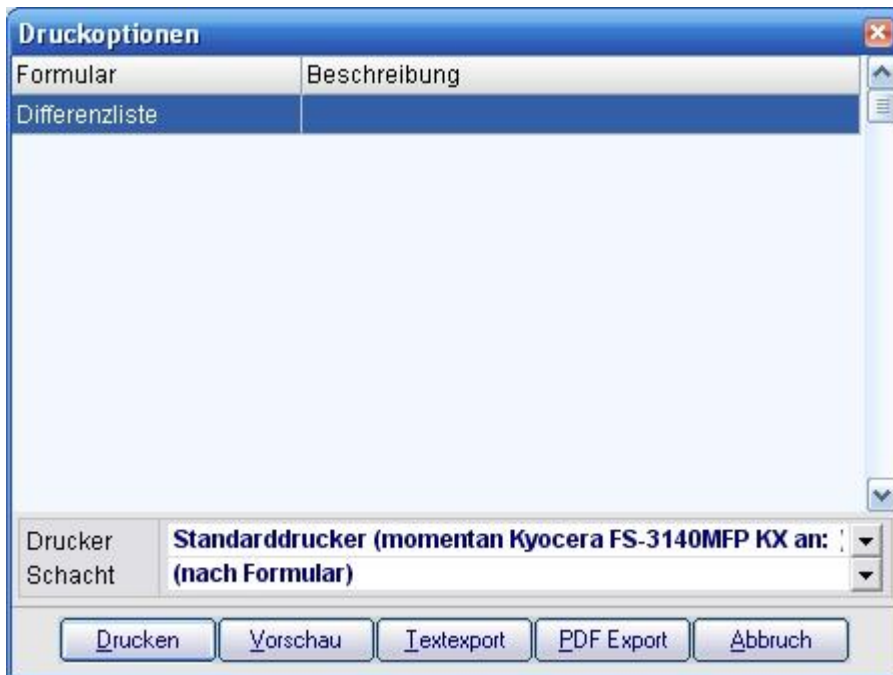 Druckoptionen
Formular Beschreibung
Differenzliste
Drucker Standarddrucker (momentan Kyocera FS-3140MFP KX an:
Schacht (nach Formular)
Drucken Vorschau Textexport PDF Export Abbruch